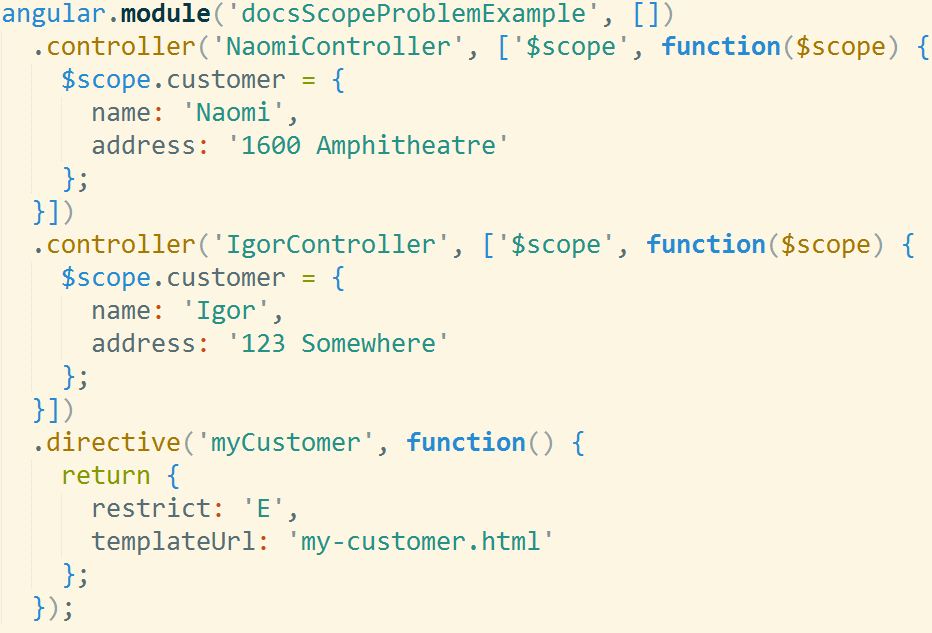 angular.module('docsScopeProblemExample', [])
  .controller('NaomiController', ['$scope', function($scope) {
    $scope.customer = {
      name: 'Naomi',
      address: '1600 Amphitheatre'
    };
  }])
  .controller('IgorController', ['$scope', function($scope) {
    $scope.customer = {
      name: 'Igor',
      address: '123 Somewhere'
    };
  }])
  .directive('myCustomer', function() {
    return {
      restrict: 'E',
      templateUrl: 'my-customer.html'
    };
  });